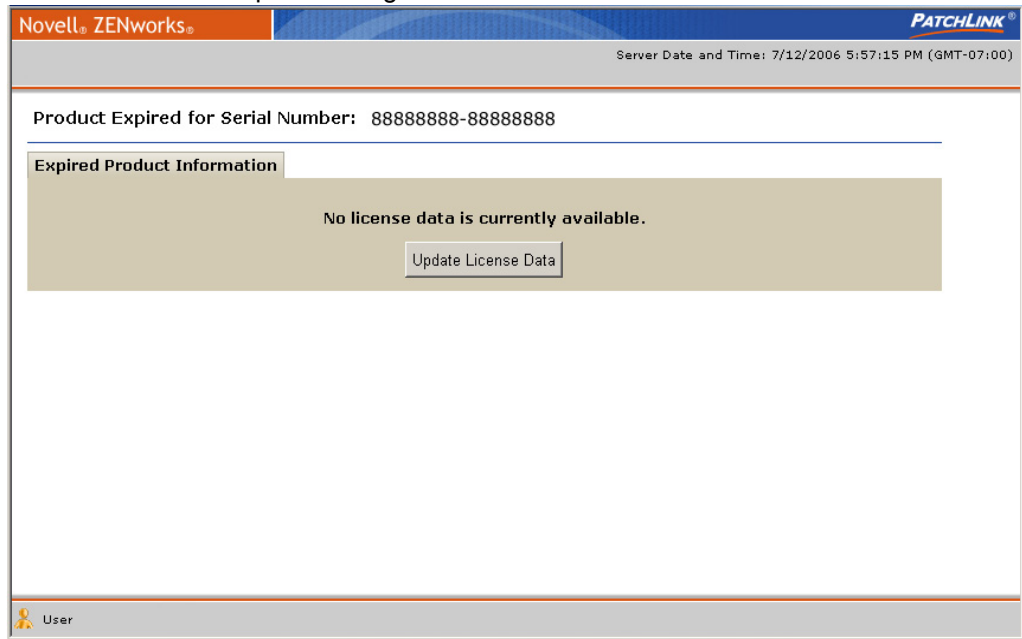 Novell® ZENworks®
PATCHLINK®
Server Date and Time: 7/12/2006 5:57:15 PM (GMT-07:00)
Product Expired for Serial Number: 88888888-88888888
Expired Product Information
No license data is currently available.
Update License Data
User